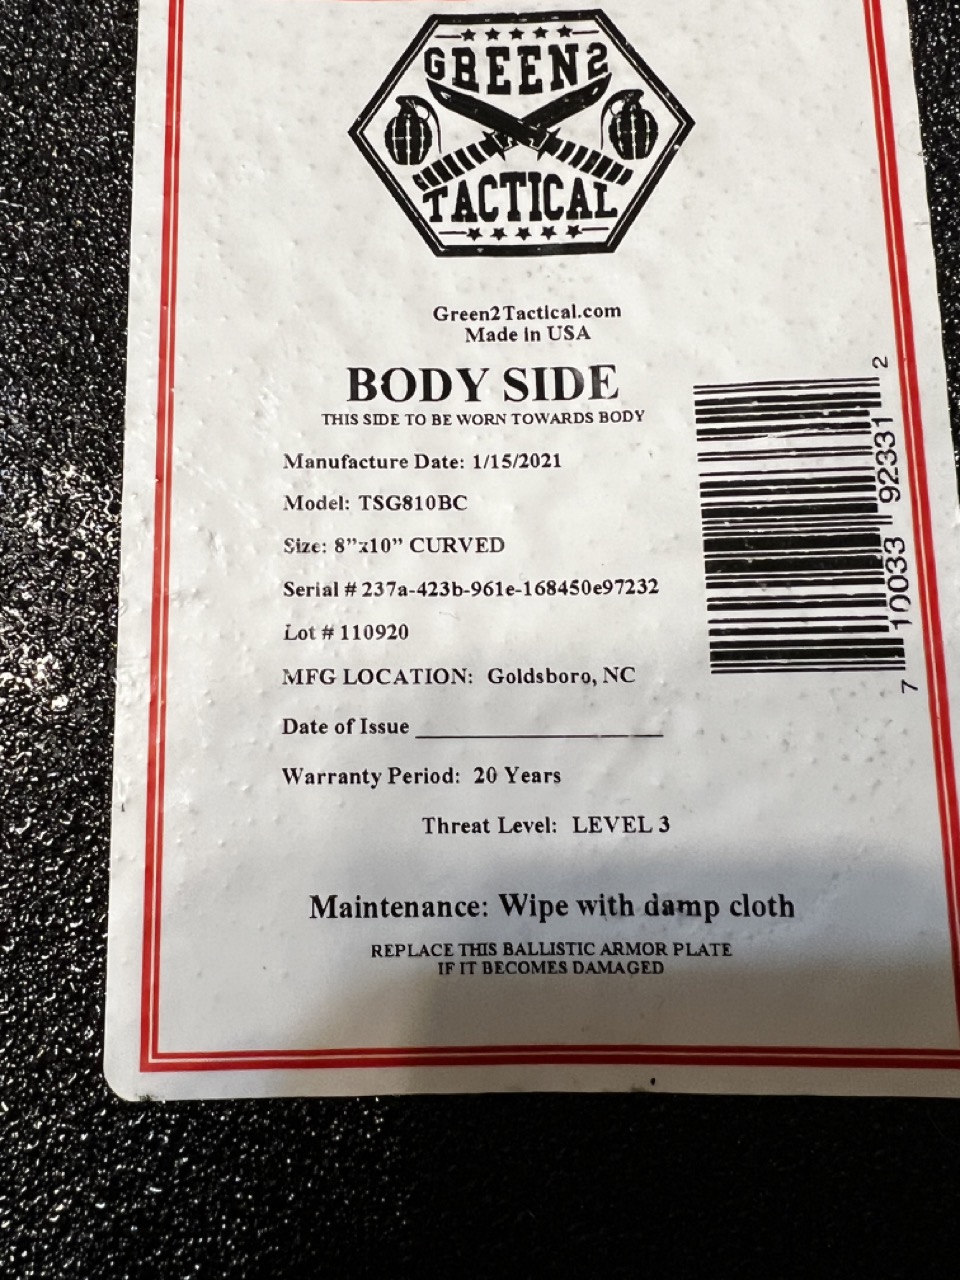 GREEN2
TACTICAL
Green2Tactical.com
Made in USA
BODY SIDE
THIS SIDE TO BE WORN TOWARDS BODY
Manufacture Date: 1/15/2021
Model: TSG810BC
Size: 8”x10” CURVED
Serial # 237a-423b-961e-168450e97232
Lot # 110920
MFG LOCATION: Goldsboro, NC
Date of Issue ____________________
Warranty Period: 20 Years
Threat Level: LEVEL 3
Maintenance: Wipe with damp cloth
REPLACE THIS BALLISTIC ARMOR PLATE
IF IT BECOMES DAMAGED
7 10033 92331 2